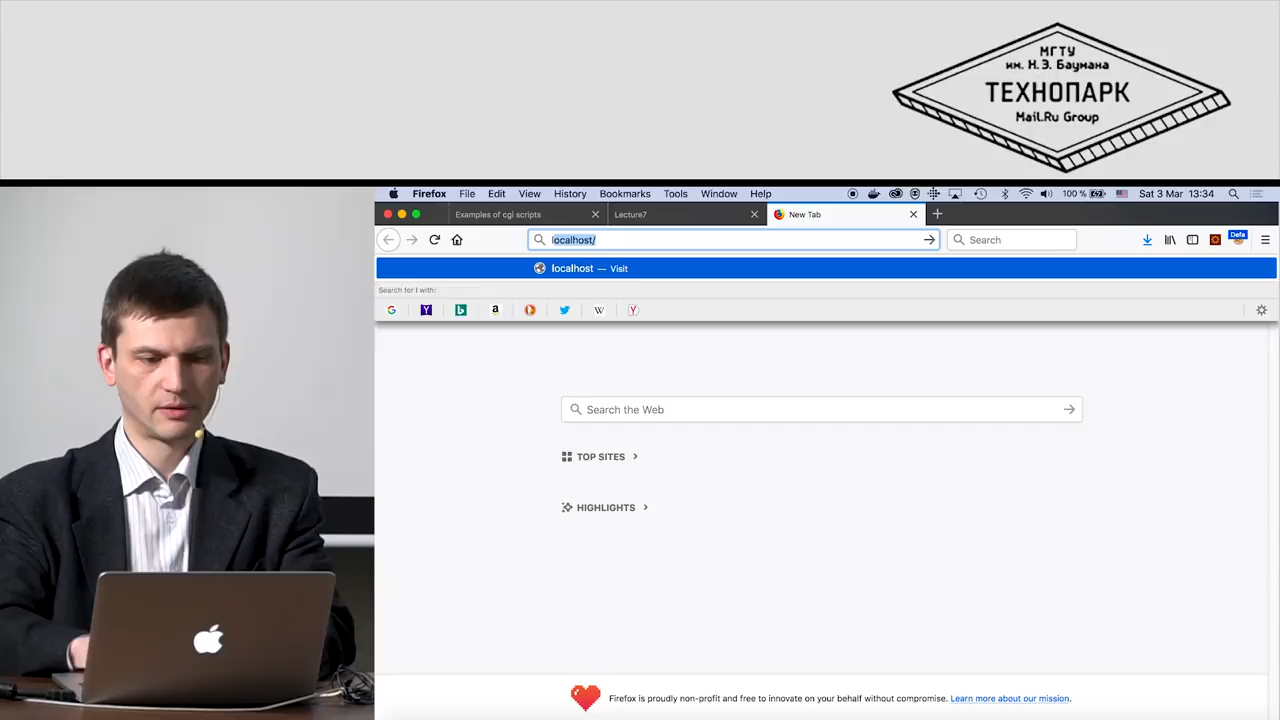 МГТУ
им. Н.Э. Баумана
ТЕХНОПАРК
Mail.Ru Group
Firefox File Edit View History Bookmarks Tools Window Help 100 % Sat 3 Mar 13:34
Examples of cgi scripts Lecture7 New Tab
localhost/ Search Defa
localhost — Visit
Search for l with:
Search the Web
TOP SITES
HIGHLIGHTS
Firefox is proudly non-profit and free to innovate on your behalf without compromise. Learn more about our mission.